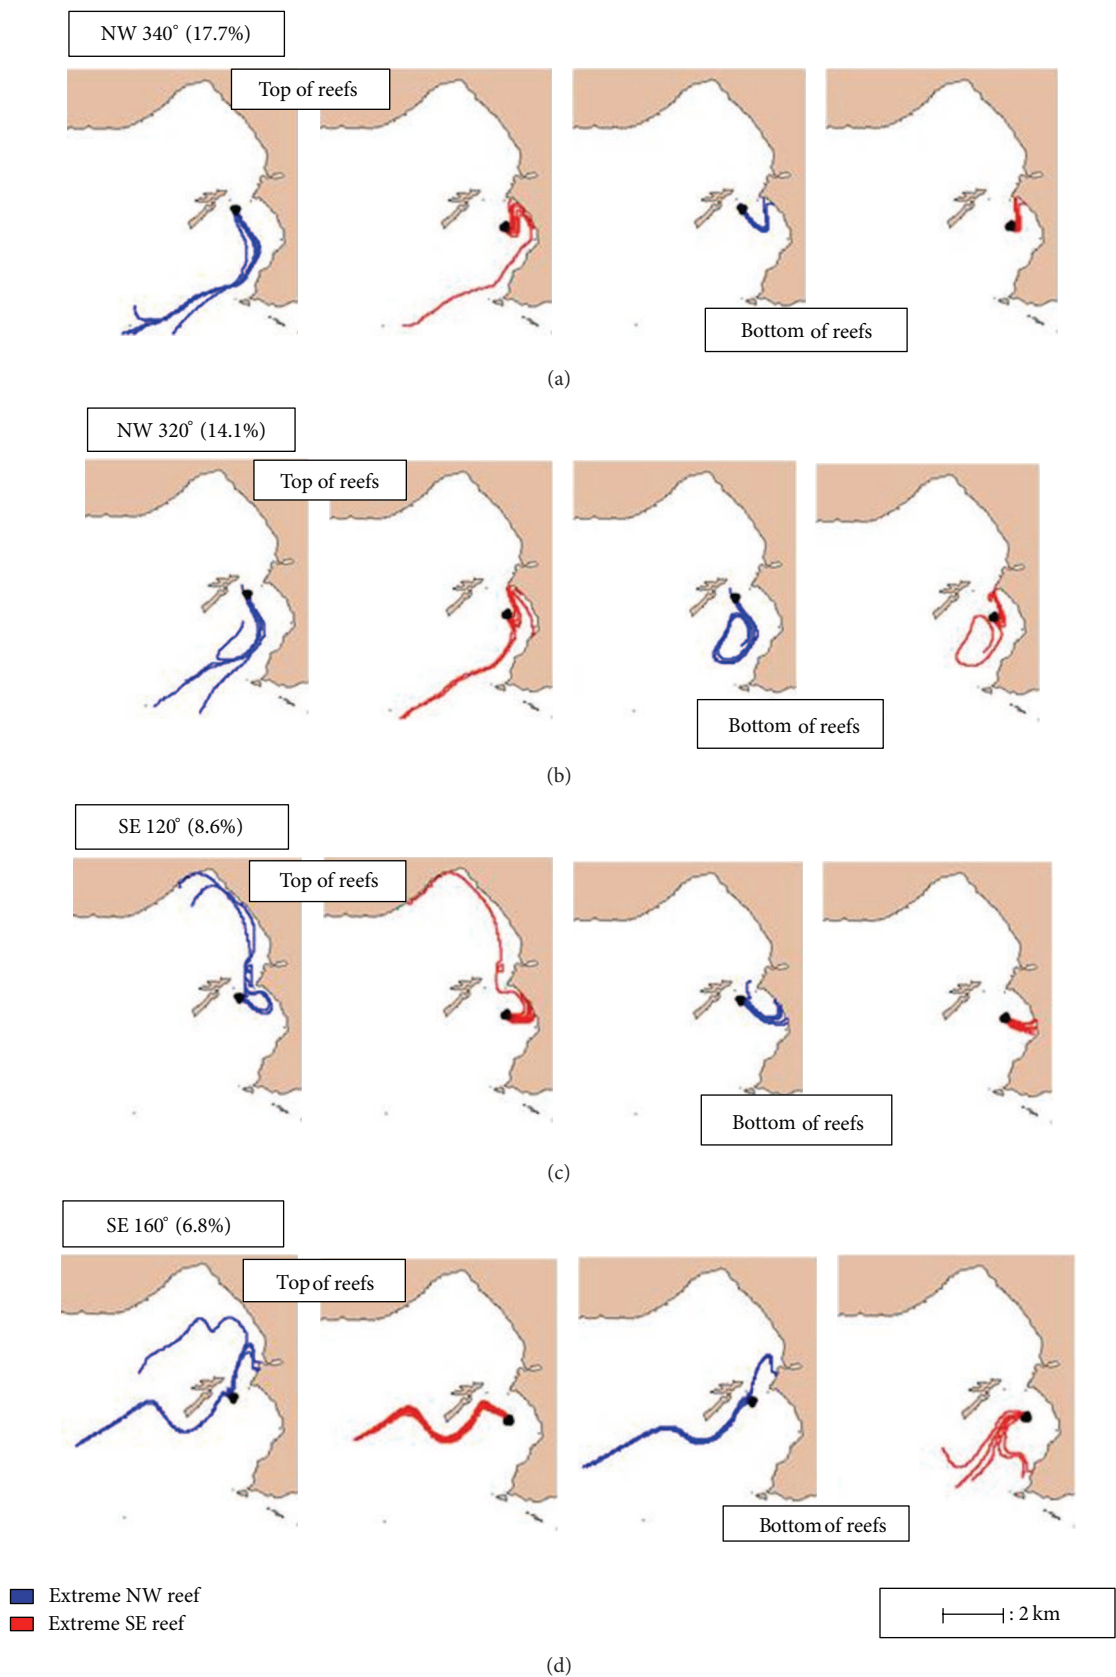 NW 340° (17.7%)
Top of reefs
Bottom of reefs
(a)
NW 320° (14.1%)
Top of reefs
Bottom of reefs
(b)
SE 120° (8.6%)
Top of reefs
Bottom of reefs
(c)
SE 160° (6.8%)
Top of reefs
Bottom of reefs
Extreme NW reef
Extreme SE reef
: 2 km
(d)